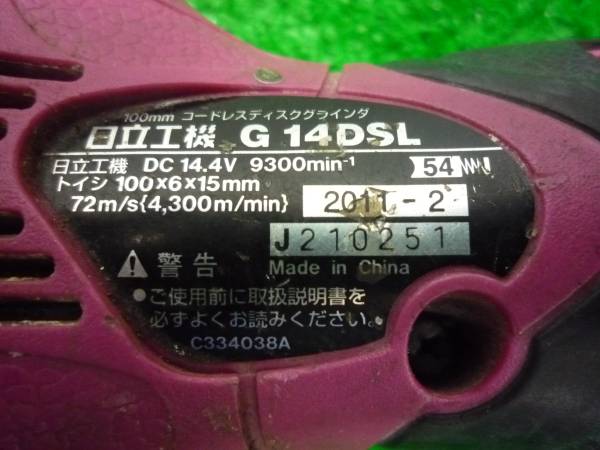 100mm コードレスディスクグラインダ
日立工機 G 14DSL
日立工機 DC 14.4V 9300min⁻¹ 54
トイシ 100×6×15mm
72m/s{4,300m/min} 2011-2
J210251
警告 Made in China
●ご使用前に取扱説明書を
必ずよくお読みください。
C334038A